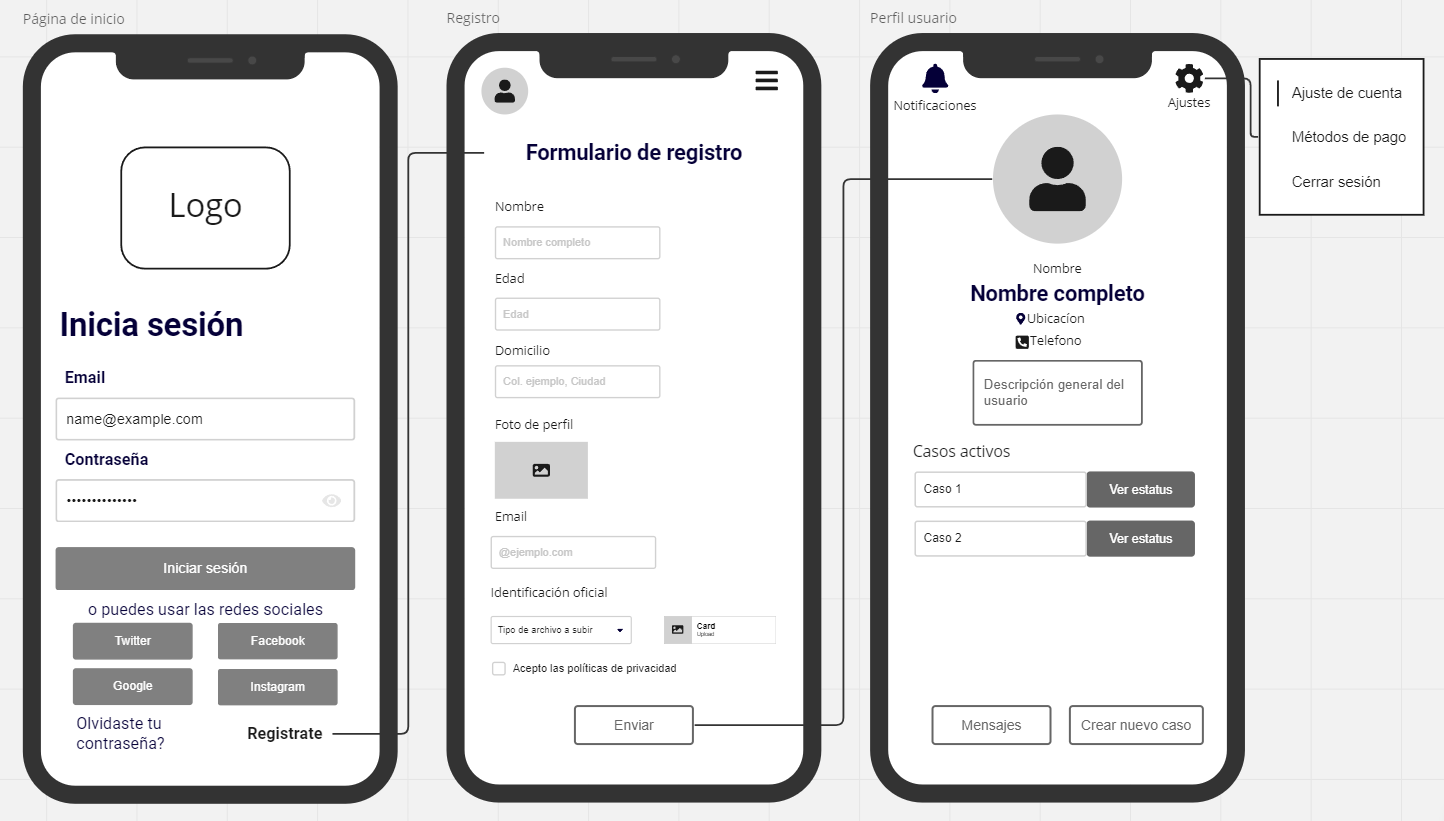 Página de inicio
Logo
Inicia sesión
Email
name@example.com
Contraseña
••••••••••••••
Iniciar sesión
o puedes usar las redes sociales
Twitter
Facebook
Google
Instagram
Olvidaste tu
contraseña?
Registrate
Registro
Formulario de registro
Nombre
Nombre completo
Edad
Edad
Domicilio
Col. ejemplo, Ciudad
Foto de perfil
Email
@ejemplo.com
Identificación oficial
Tipo de archivo a subir
Card
Upload
Acepto las políticas de privacidad
Enviar
Perfil usuario
Notificaciones
Ajustes
Nombre
Nombre completo
Ubicacíon
Telefono
Descripción general del
usuario
Casos activos
Caso 1
Ver estatus
Caso 2
Ver estatus
Mensajes
Crear nuevo caso
Ajuste de cuenta
Métodos de pago
Cerrar sesión